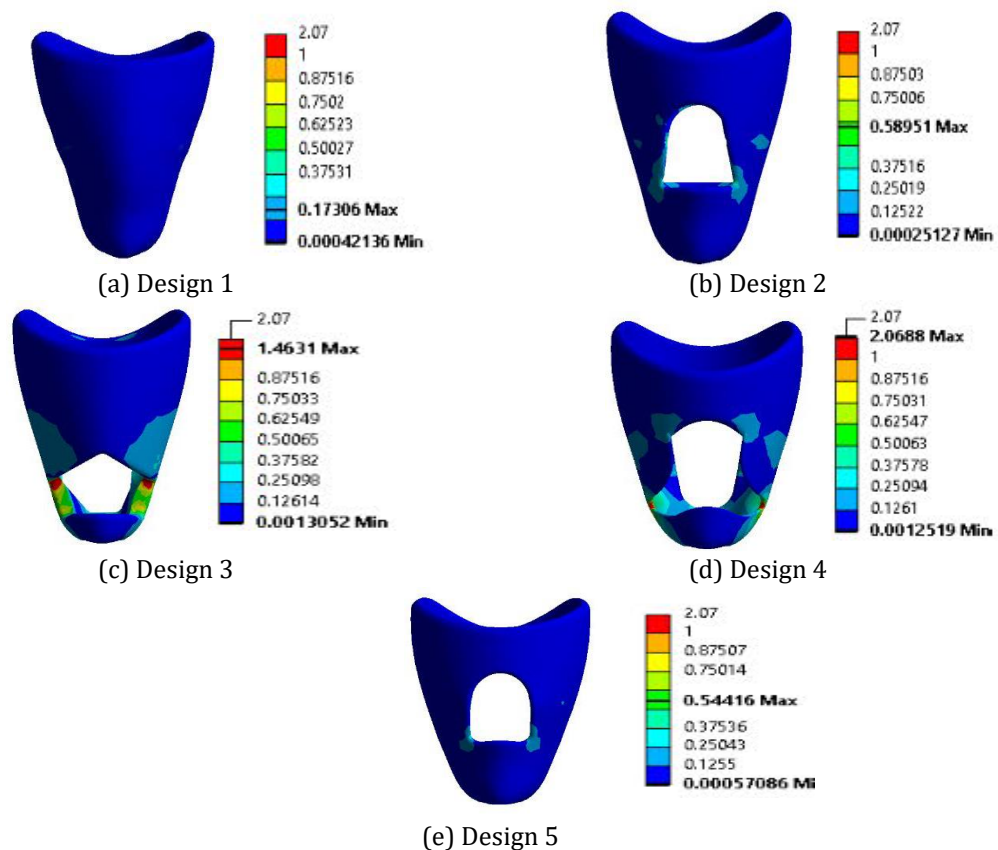 2.07
1
0.87516
0.7502
0.62523
0.50027
0.37531
0.17306 Max
0.00042136 Min
(a) Design 1
2.07
1
0.87503
0.75006
0.58951 Max
0.37516
0.25019
0.12522
0.00025127 Min
(b) Design 2
2.07
1.4631 Max
0.87516
0.75033
0.62549
0.50065
0.37582
0.25098
0.12614
0.0013052 Min
(c) Design 3
2.07
2.0688 Max
1
0.87516
0.75031
0.62547
0.50063
0.37578
0.25094
0.1261
0.0012519 Min
(d) Design 4
2.07
1
0.87507
0.75014
0.54416 Max
0.37536
0.25043
0.1255
0.00057086 Mi
(e) Design 5